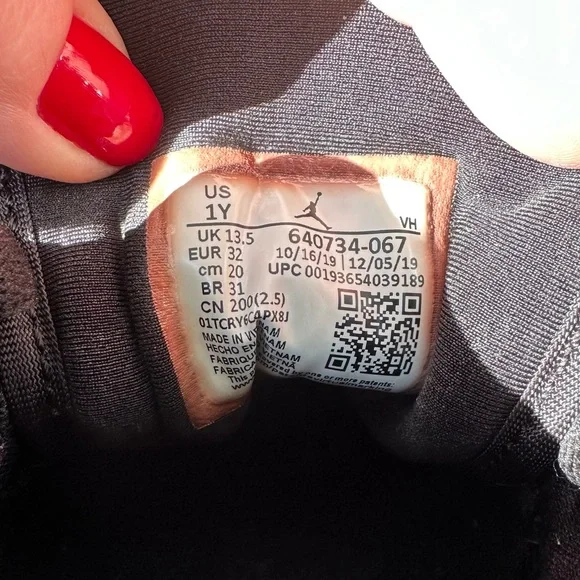 US
1Y
VH
UK 13.5
EUR 32
cm 20
BR 31
CN 200(2.5)
640734-067
10/16/19 12/05/19
UPC 00193654039189
MADE IN
HECHO EN